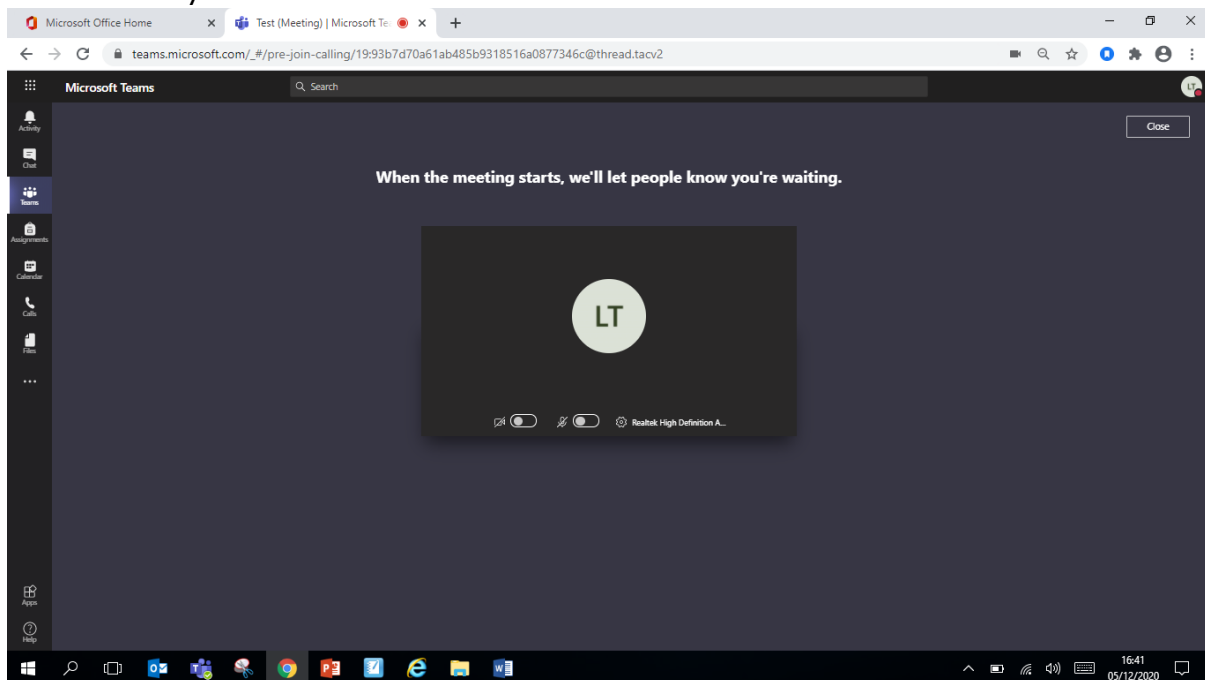 Microsoft Office Home
Test (Meeting) | Microsoft Te
teams.microsoft.com/_#/pre-join-calling/19:93b7d70a61ab485b9318516a0877346c@thread.tacv2
Microsoft Teams
Search
LT
Activity
Chat
Teams
Assignments
Calendar
Calls
Files
Close
When the meeting starts, we'll let people know you're waiting.
LT
Realtek High Definition A...
Apps
Help
16:41
05/12/2020